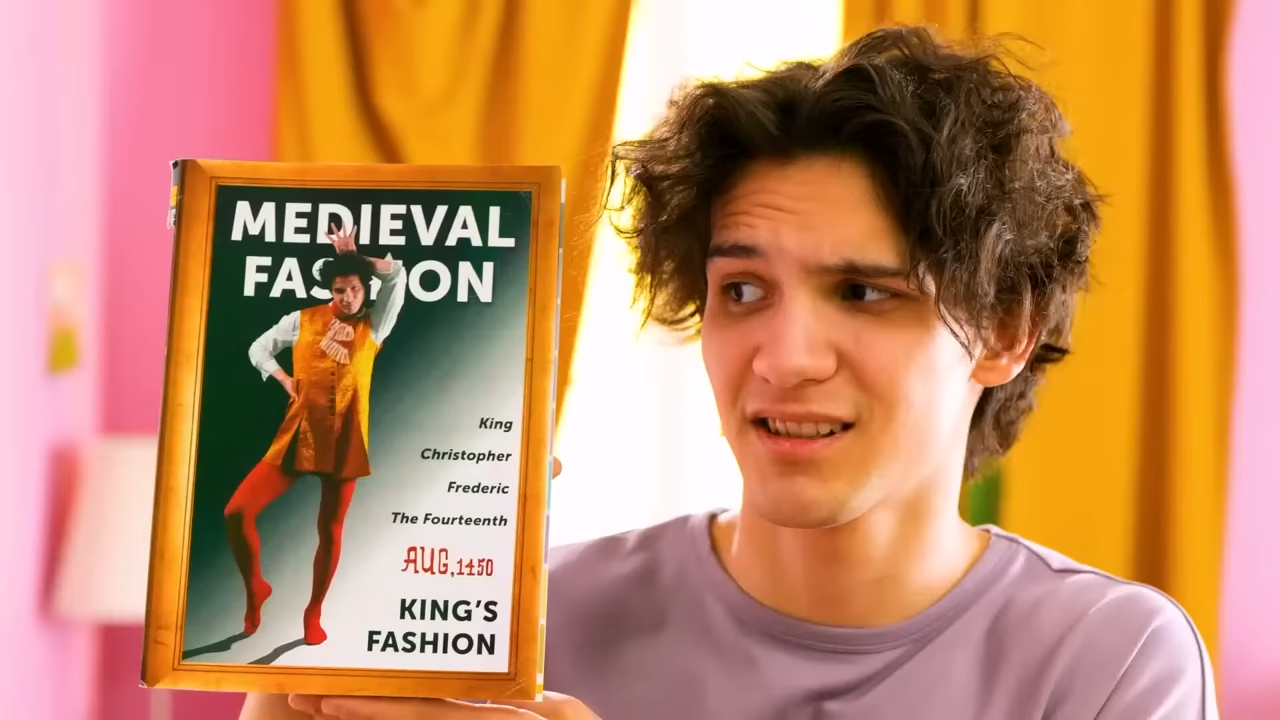 MEDIEVAL
FASHION
King
Christopher
Frederic
The Fourteenth
AUG,1450
KING'S
FASHION